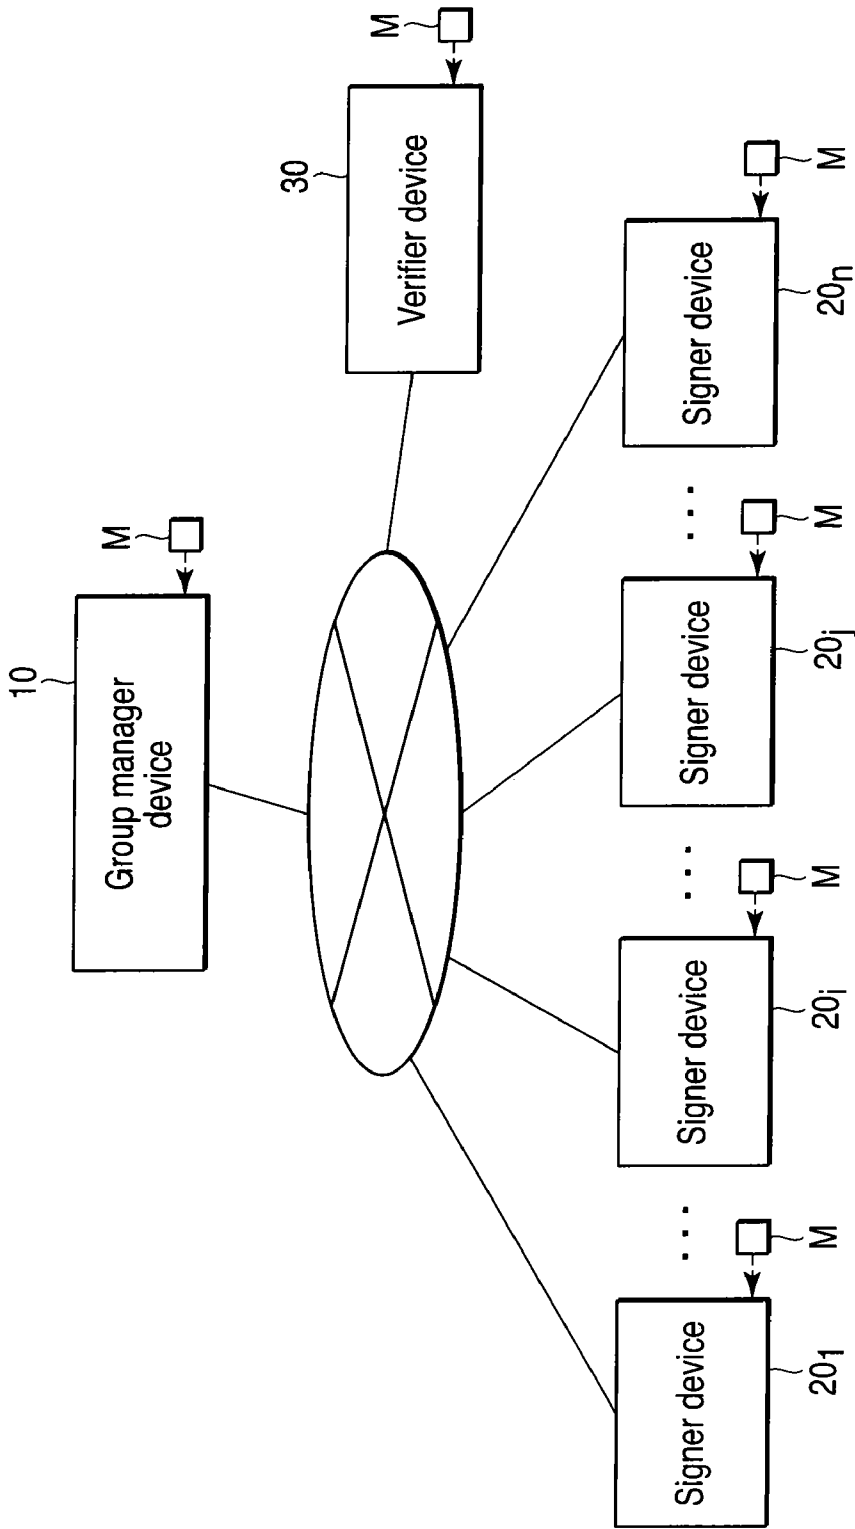 10
Group manager
device
M
30
Verifier device
M
Signer device
20₁
M
. . .
Signer device
20ᵢ
M
. . .
Signer device
20ⱼ
M
. . .
Signer device
20ₙ
M